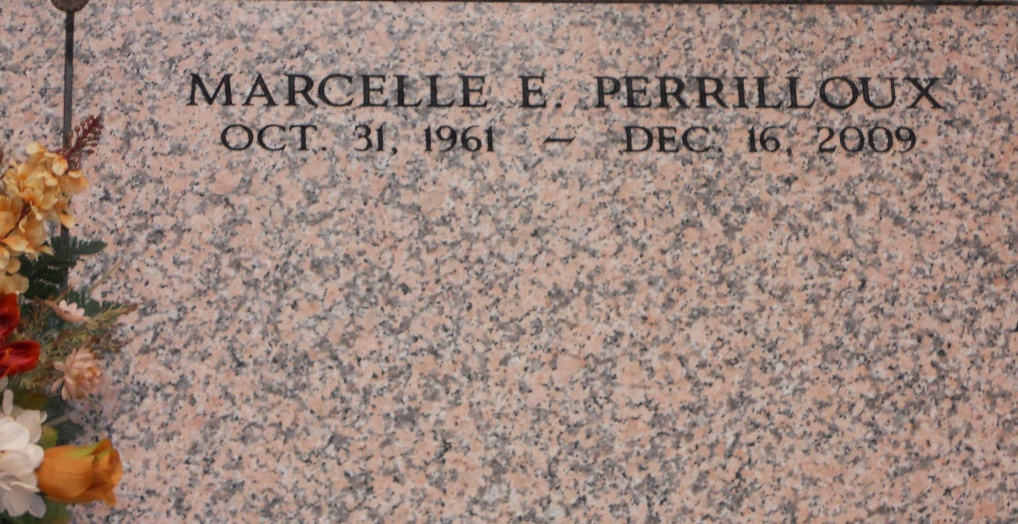 MARCELLE E. PERRILLOUX
OCT. 31, 1961 — DEC. 16, 2009